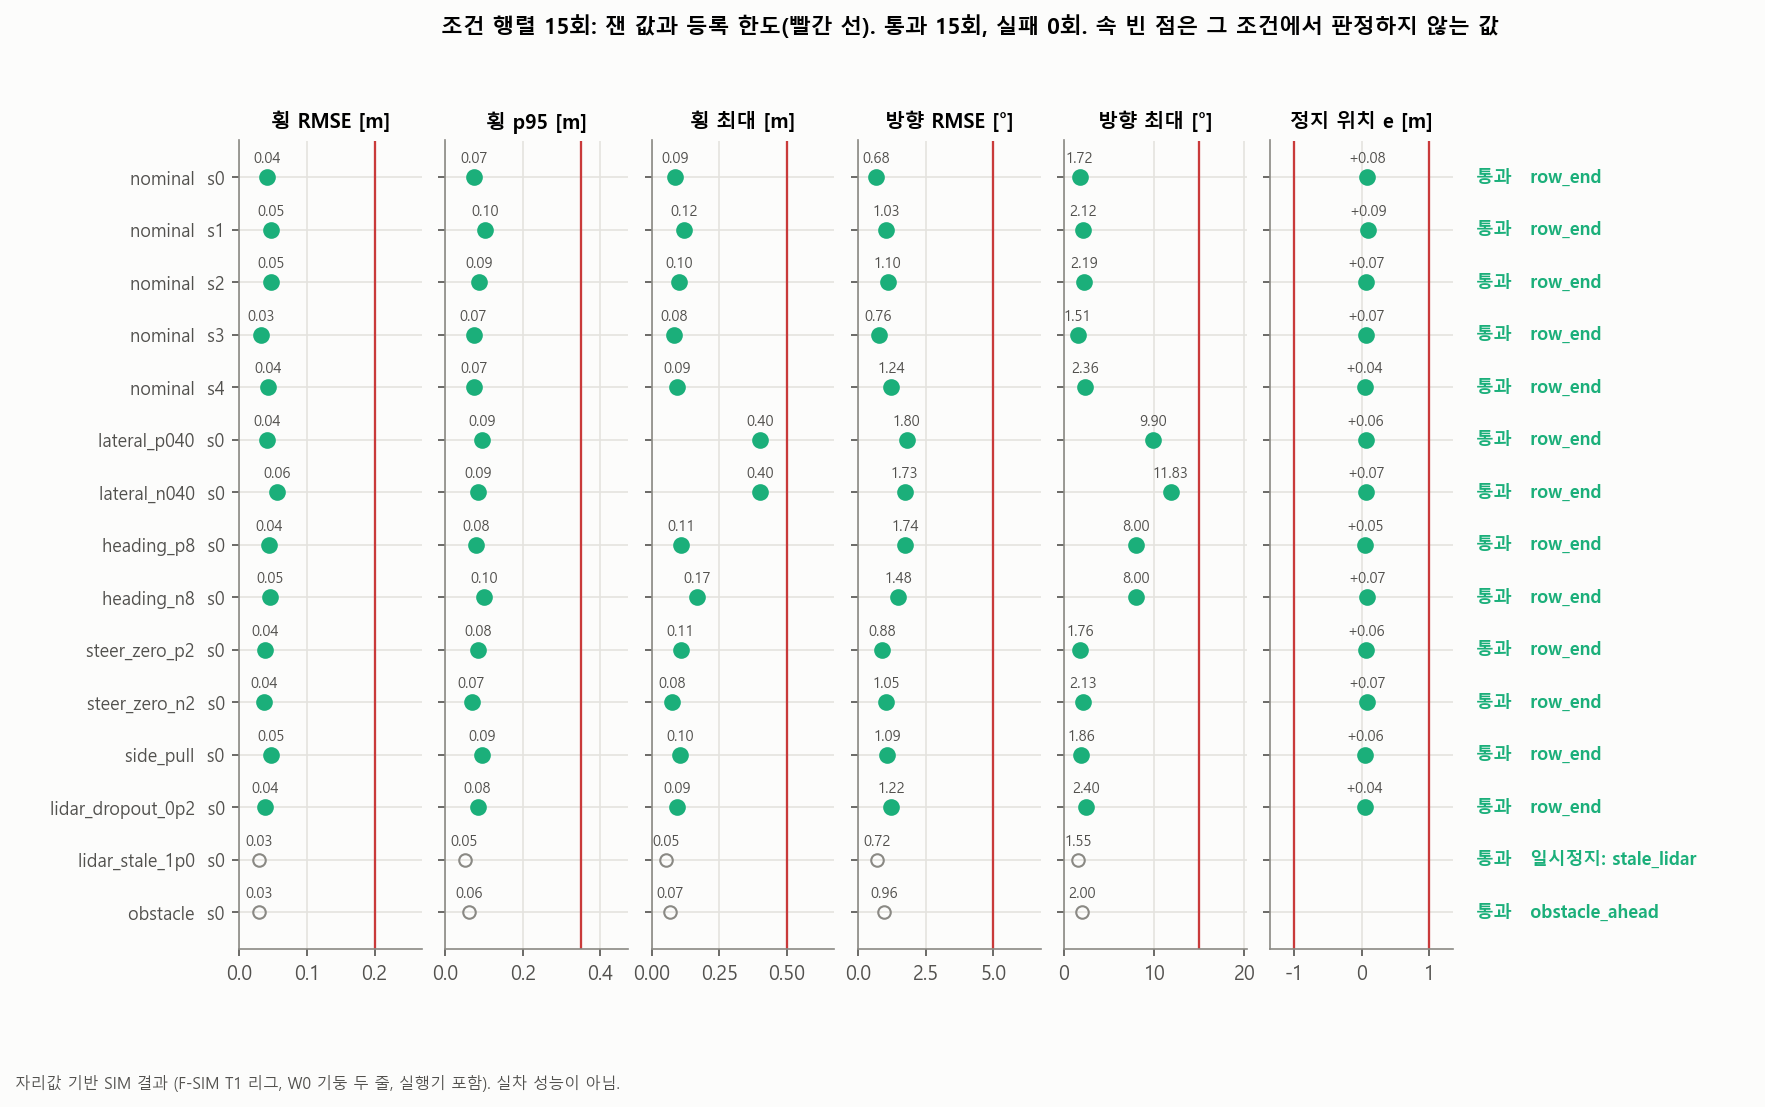 조건 행렬 15회: 잰 값과 등록 한도(빨간 선). 통과 15회, 실패 0회. 속 빈 점은 그 조건에서 판정하지 않는 값
횡 RMSE [m] 횡 p95 [m] 횡 최대 [m] 방향 RMSE [°] 방향 최대 [°] 정지 위치 e [m]
nominal s0 0.04 0.07 0.09 0.68 1.72 +0.08 통과 row_end
nominal s1 0.05 0.10 0.12 1.03 2.12 +0.09 통과 row_end
nominal s2 0.05 0.09 0.10 1.10 2.19 +0.07 통과 row_end
nominal s3 0.03 0.07 0.08 0.76 1.51 +0.07 통과 row_end
nominal s4 0.04 0.07 0.09 1.24 2.36 +0.04 통과 row_end
lateral_p040 s0 0.04 0.09 0.40 1.80 9.90 +0.06 통과 row_end
lateral_n040 s0 0.06 0.09 0.40 1.73 11.83 +0.07 통과 row_end
heading_p8 s0 0.04 0.08 0.11 1.74 8.00 +0.05 통과 row_end
heading_n8 s0 0.05 0.10 0.17 1.48 8.00 +0.07 통과 row_end
steer_zero_p2 s0 0.04 0.08 0.11 0.88 1.76 +0.06 통과 row_end
steer_zero_n2 s0 0.04 0.07 0.08 1.05 2.13 +0.07 통과 row_end
side_pull s0 0.05 0.09 0.10 1.09 1.86 +0.06 통과 row_end
lidar_dropout_0p2 s0 0.04 0.08 0.09 1.22 2.40 +0.04 통과 row_end
lidar_stale_1p0 s0 0.03 0.05 0.05 0.72 1.55 통과 일시정지: stale_lidar
obstacle s0 0.03 0.06 0.07 0.96 2.00 통과 obstacle_ahead
0.0 0.1 0.2 0.0 0.2 0.4 0.00 0.25 0.50 0.0 2.5 5.0 0 10 20 -1 0 1
자리값 기반 SIM 결과 (F-SIM T1 리그, W0 기둥 두 줄, 실행기 포함). 실차 성능이 아님.